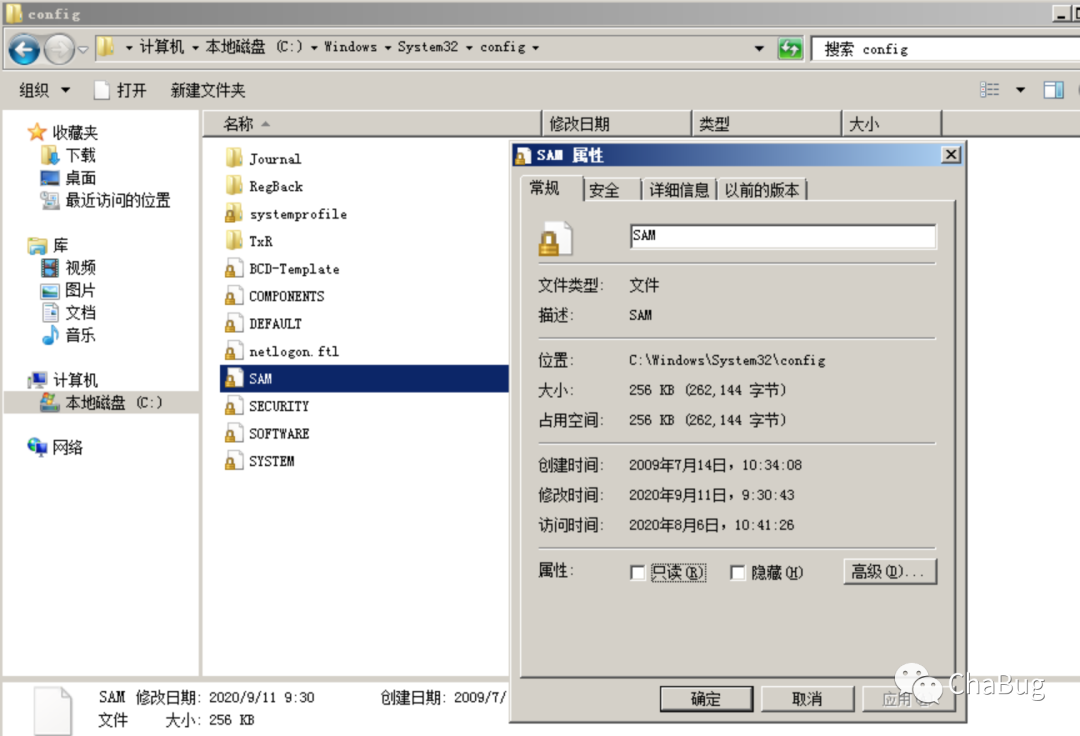 config
计算机 本地磁盘 (C:) Windows System32 config
搜索 config
组织 打开 新建文件夹
名称 修改日期 类型 大小
收藏夹
下载
桌面
最近访问的位置
库
视频
图片
文档
音乐
计算机
本地磁盘 (C:)
网络
Journal
RegBack
systemprofile
TxR
BCD-Template
COMPONENTS
DEFAULT
netlogon.ftl
SAM
SECURITY
SOFTWARE
SYSTEM
SAM 属性
常规 安全 详细信息 以前的版本
SAM
文件类型: 文件
描述: SAM
位置: C:\Windows\System32\config
大小: 256 KB (262,144 字节)
占用空间: 256 KB (262,144 字节)
创建时间: 2009年7月14日，10:34:08
修改时间: 2020年9月11日，9:30:43
访问时间: 2020年8月6日，10:41:26
属性: 只读(R) 隐藏(H) 高级(D)...
确定 取消 应用
SAM 修改日期: 2020/9/11 9:30 创建日期: 2009/7/
文件 大小: 256 KB
ChaBug